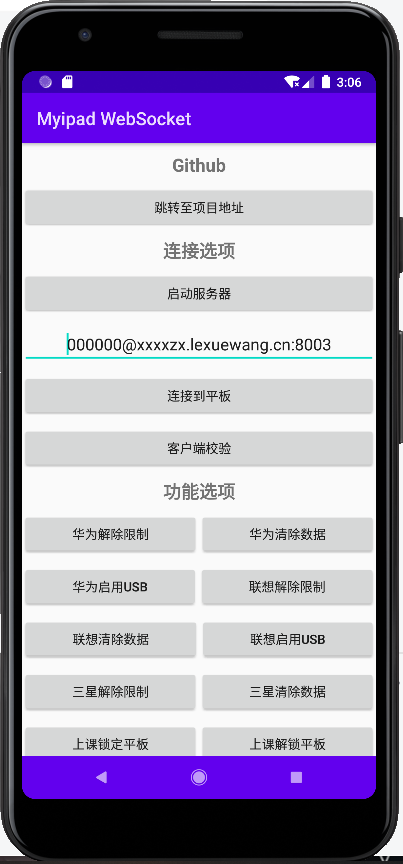 3:06
Myipad WebSocket
Github
跳转至项目地址
连接选项
启动服务器
000000@xxxxzx.lexuewang.cn:8003
连接到平板
客户端校验
功能选项
华为解除限制 华为清除数据
华为启用USB 联想解除限制
联想清除数据 联想启用USB
三星解除限制 三星清除数据
上课锁定平板 上课解锁平板